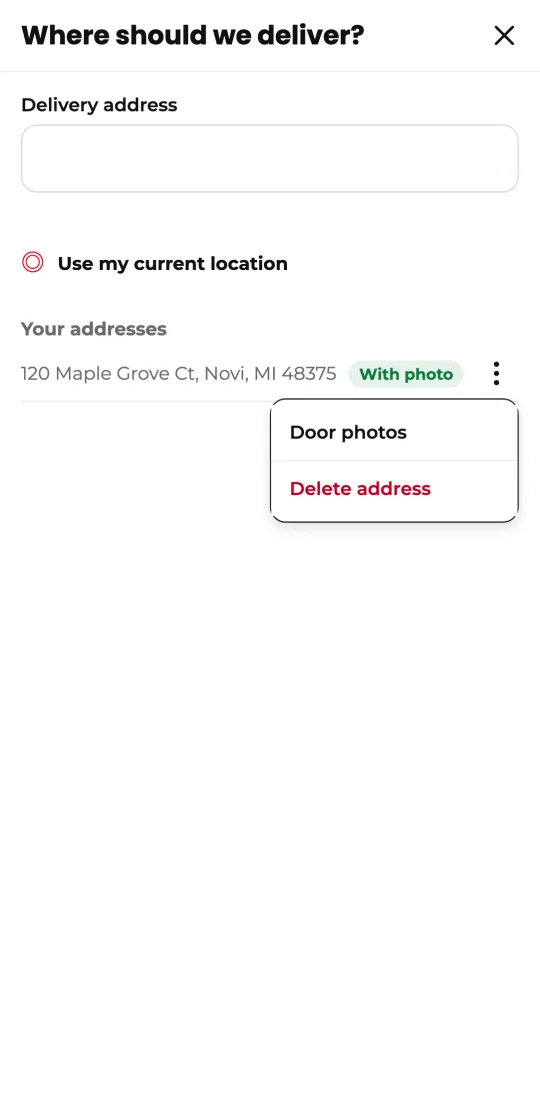 Where should we deliver?
Delivery address
Use my current location
Your addresses
120 Maple Grove Ct, Novi, MI 48375 With photo
Door photos
Delete address